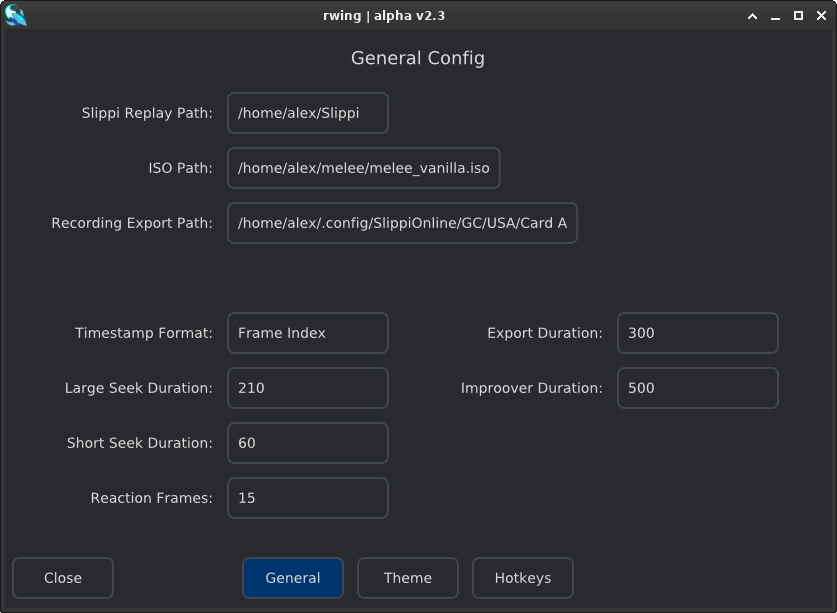 rwing | alpha v2.3
General Config
Slippi Replay Path: /home/alex/Slippi
ISO Path: /home/alex/melee/melee_vanilla.iso
Recording Export Path: /home/alex/.config/SlippiOnline/GC/USA/Card A
Timestamp Format: Frame Index Export Duration: 300
Large Seek Duration: 210 Improover Duration: 500
Short Seek Duration: 60
Reaction Frames: 15
Close General Theme Hotkeys